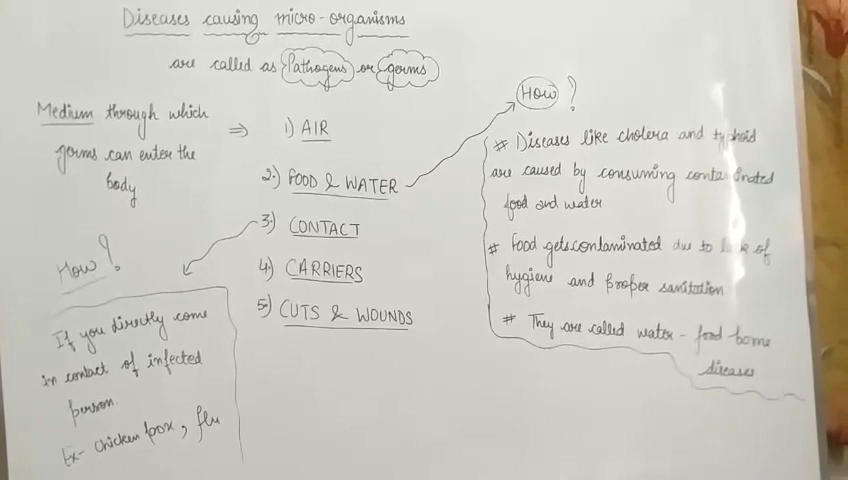 Diseases causing micro-organisms
are called as Pathogens or germs
Medium through which
germs can enter the
body
⇒
1) AIR
2.) FOOD & WATER
3.) CONTACT
4.) CARRIERS
5.) CUTS & WOUNDS
How?
# Diseases like cholera and typhoid
are caused by consuming contaminated
food and water
# Food gets contaminated due to lack of
hygiene and proper sanitation
# They are called water - food borne
diseases
How?
If you directly come
in contact of infected
person.
Ex- Chicken pox, flu